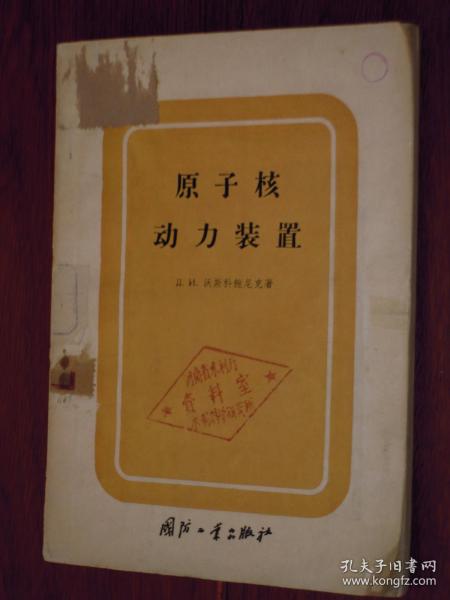 原子核
动力装置
Д. И. 沃斯科鲍尼克著
资料室
国防工业出版社
孔夫子旧书网
www.kongfz.com